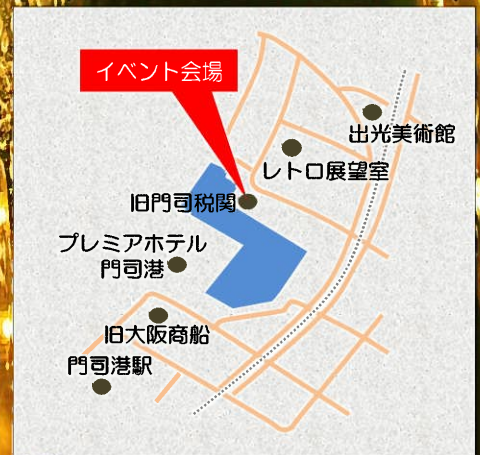 イベント会場
出光美術館
レトロ展望室
旧門司税関
プレミアホテル
門司港
旧大阪商船
門司港駅